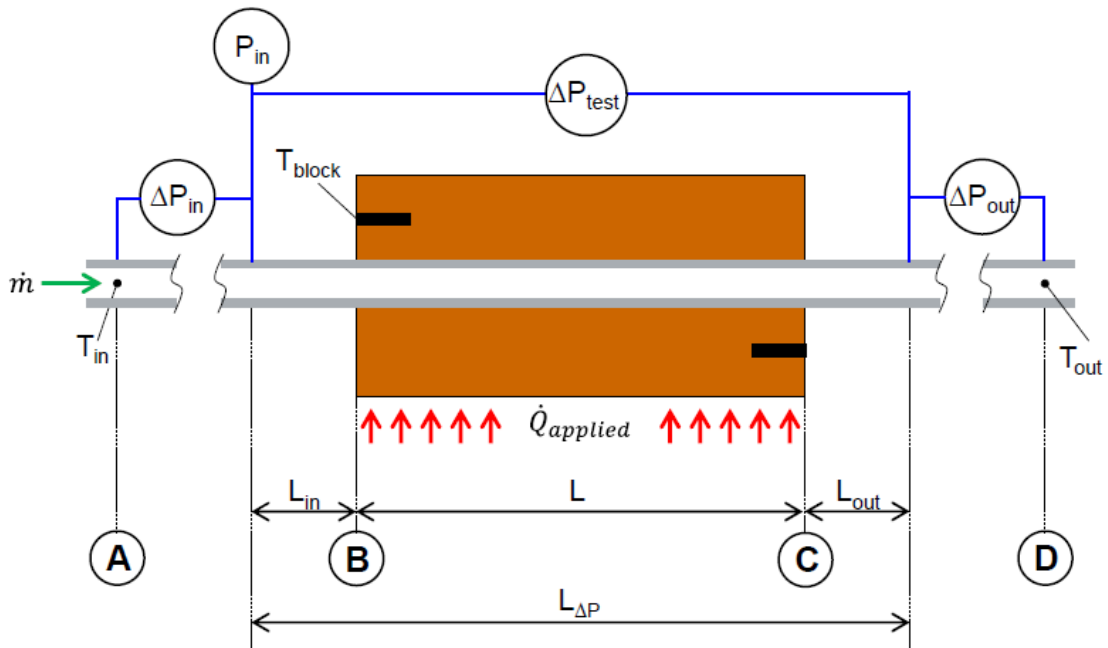 P_in
ΔP_test
T_block
ΔP_in
ΔP_out
ṁ
T_in
T_out
Q̇_applied
L_in
L
L_out
A
B
C
D
L_ΔP